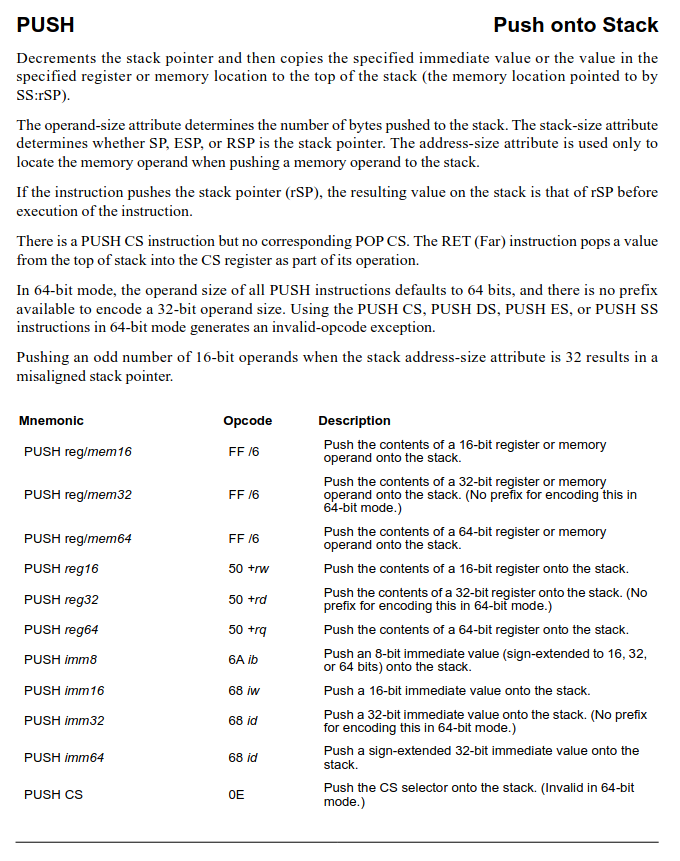 PUSH Push onto Stack
Decrements the stack pointer and then copies the specified immediate value or the value in the
specified register or memory location to the top of the stack (the memory location pointed to by
SS:rSP).
The operand-size attribute determines the number of bytes pushed to the stack. The stack-size attribute
determines whether SP, ESP, or RSP is the stack pointer. The address-size attribute is used only to
locate the memory operand when pushing a memory operand to the stack.
If the instruction pushes the stack pointer (rSP), the resulting value on the stack is that of rSP before
execution of the instruction.
There is a PUSH CS instruction but no corresponding POP CS. The RET (Far) instruction pops a value
from the top of stack into the CS register as part of its operation.
In 64-bit mode, the operand size of all PUSH instructions defaults to 64 bits, and there is no prefix
available to encode a 32-bit operand size. Using the PUSH CS, PUSH DS, PUSH ES, or PUSH SS
instructions in 64-bit mode generates an invalid-opcode exception.
Pushing an odd number of 16-bit operands when the stack address-size attribute is 32 results in a
misaligned stack pointer.
Mnemonic Opcode Description
PUSH reg/mem16 FF /6 Push the contents of a 16-bit register or memory
operand onto the stack.
PUSH reg/mem32 FF /6 Push the contents of a 32-bit register or memory
operand onto the stack. (No prefix for encoding this in
64-bit mode.)
PUSH reg/mem64 FF /6 Push the contents of a 64-bit register or memory
operand onto the stack.
PUSH reg16 50 +rw Push the contents of a 16-bit register onto the stack.
PUSH reg32 50 +rd Push the contents of a 32-bit register onto the stack. (No
prefix for encoding this in 64-bit mode.)
PUSH reg64 50 +rq Push the contents of a 64-bit register onto the stack.
PUSH imm8 6A ib Push an 8-bit immediate value (sign-extended to 16, 32,
or 64 bits) onto the stack.
PUSH imm16 68 iw Push a 16-bit immediate value onto the stack.
PUSH imm32 68 id Push a 32-bit immediate value onto the stack. (No prefix
for encoding this in 64-bit mode.)
PUSH imm64 68 id Push a sign-extended 32-bit immediate value onto the
stack.
PUSH CS 0E Push the CS selector onto the stack. (Invalid in 64-bit
mode.)